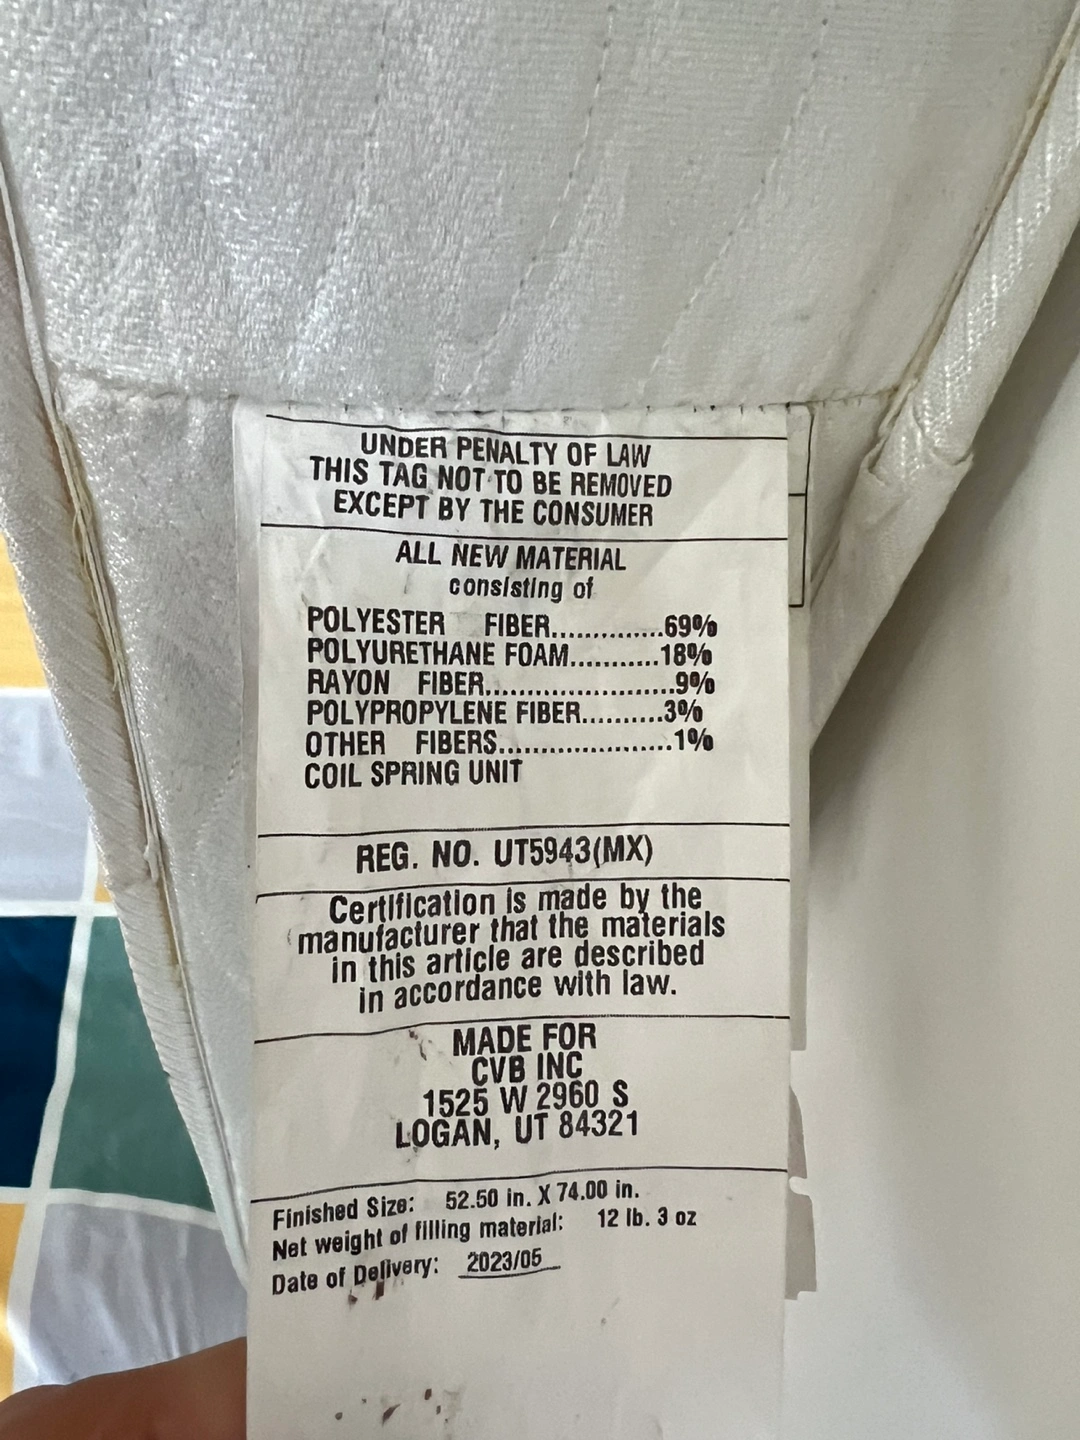 UNDER PENALTY OF LAW
THIS TAG NOT TO BE REMOVED
EXCEPT BY THE CONSUMER
ALL NEW MATERIAL
consisting of
POLYESTER FIBER..............69%
POLYURETHANE FOAM...........18%
RAYON FIBER.......................9%
POLYPROPYLENE FIBER..........3%
OTHER FIBERS.....................1%
COIL SPRING UNIT
REG. NO. UT5943(MX)
Certification is made by the
manufacturer that the materials
in this article are described
in accordance with law.
MADE FOR
CVB INC
1525 W 2960 S
LOGAN, UT 84321
Finished Size: 52.50 in. X 74.00 in.
Net weight of filling material: 12 lb. 3 oz
Date of Delivery: 2023/05